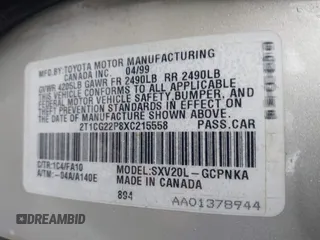 MFD.BY TOYOTA MOTOR MANUFACTURING
CANADA INC. 04/99
GVWR 4205LB GAWR FR 2490LB RR 2490LB
THIS VEHICLE CONFORMS TO ALL APPLICABLE
FEDERAL MOTOR VEHICLE SAFETY, BUMPER, AND
THEFT PREVENTION STANDARDS IN EFFECT ON
THE DATE OF MANUFACTURE SHOWN ABOVE.
2T1CG22P8XC215558 PASS.CAR
C/TR:1C4/FA10 MODEL:SXV20L-GCPNKA
A/TM:-04A/A140E MADE IN CANADA
894
AA01378944
BIDHISTORY